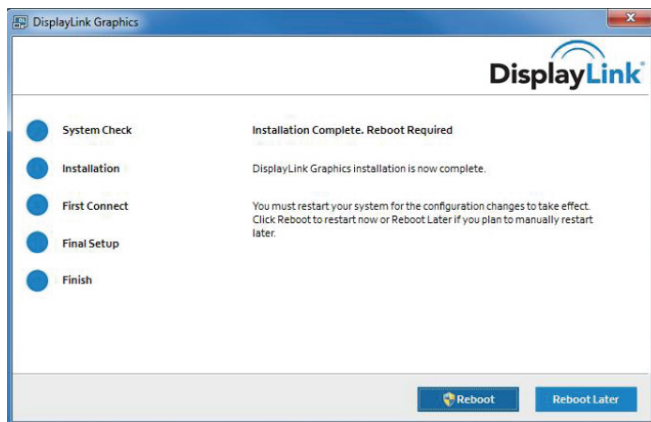 DisplayLink Graphics
DisplayLink
System Check
Installation Complete. Reboot Required
Installation
DisplayLink Graphics installation is now complete.
First Connect
You must restart your system for the configuration changes to take effect.
Click Reboot to restart now or Reboot Later if you plan to manually restart
later.
Final Setup
Finish
Reboot
Reboot Later